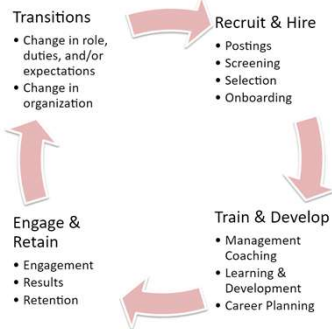 Transitions
• Change in role,
duties, and/or
expectations
• Change in
organization
Recruit & Hire
• Postings
• Screening
• Selection
• Onboarding
Train & Develop
• Management
Coaching
• Learning &
Development
• Career Planning
Engage &
Retain
• Engagement
• Results
• Retention